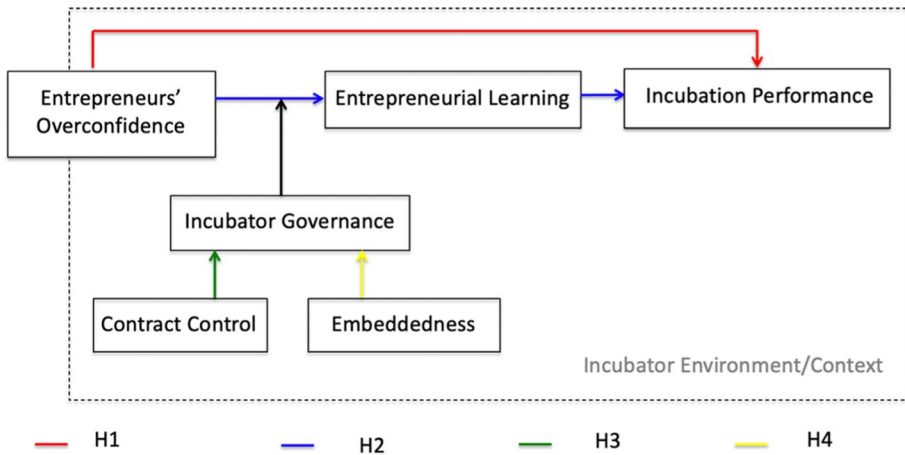 Entrepreneurs’
Overconfidence
Entrepreneurial Learning
Incubation Performance
Incubator Governance
Contract Control
Embeddedness
Incubator Environment/Context
H1
H2
H3
H4